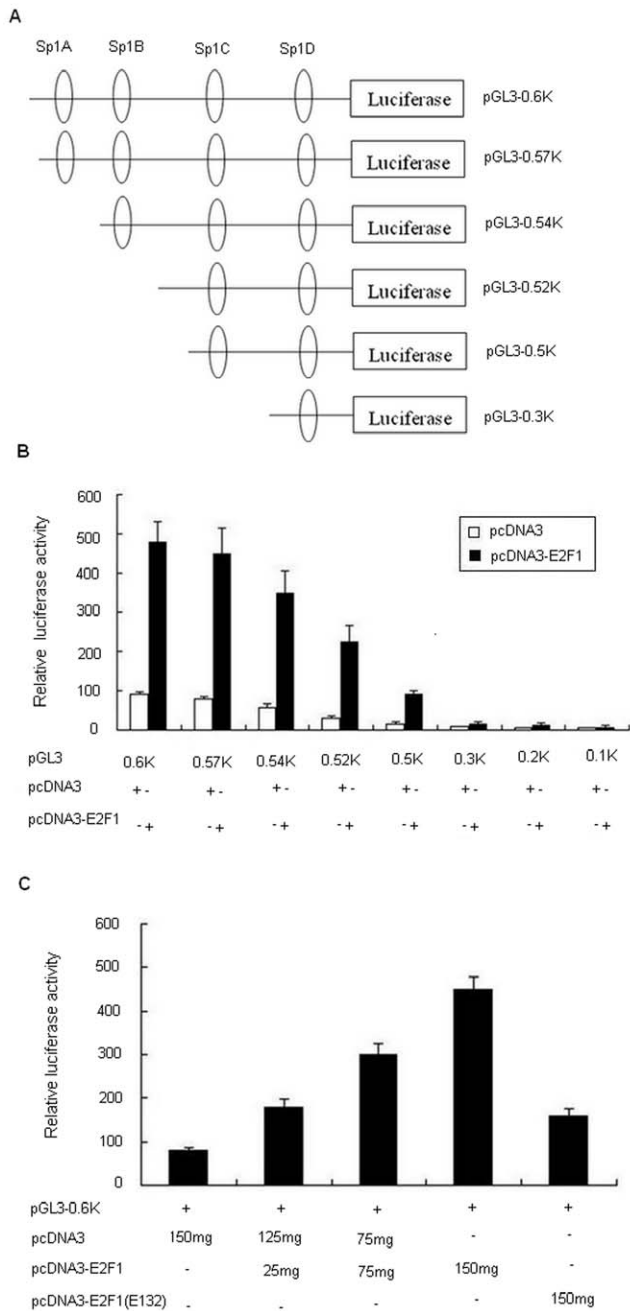 A
Sp1A Sp1B Sp1C Sp1D
Luciferase pGL3-0.6K
Luciferase pGL3-0.57K
Luciferase pGL3-0.54K
Luciferase pGL3-0.52K
Luciferase pGL3-0.5K
Luciferase pGL3-0.3K
B
Relative luciferase activity
600
500
400
300
200
100
0
pcDNA3
pcDNA3-E2F1
pGL3 0.6K 0.57K 0.54K 0.52K 0.5K 0.3K 0.2K 0.1K
pcDNA3 + - + - + - + - + - + - + - + -
pcDNA3-E2F1 - + - + - + - + - + - + - + - +
C
Relative luciferase activity
600
500
400
300
200
100
0
pGL3-0.6K + + + + +
pcDNA3 150mg 125mg 75mg - -
pcDNA3-E2F1 - 25mg 75mg 150mg -
pcDNA3-E2F1(E132) - - - - 150mg